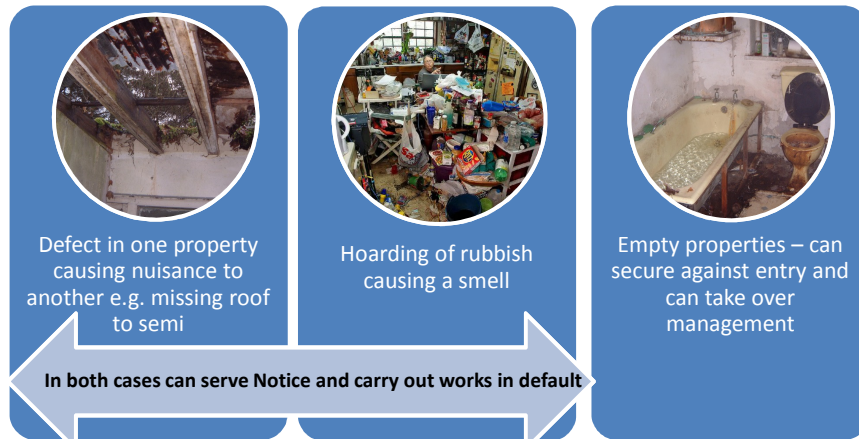 Defect in one property
causing nuisance to
another e.g. missing roof
to semi
Hoarding of rubbish
causing a smell
Empty properties – can
secure against entry and
can take over
management
In both cases can serve Notice and carry out works in default